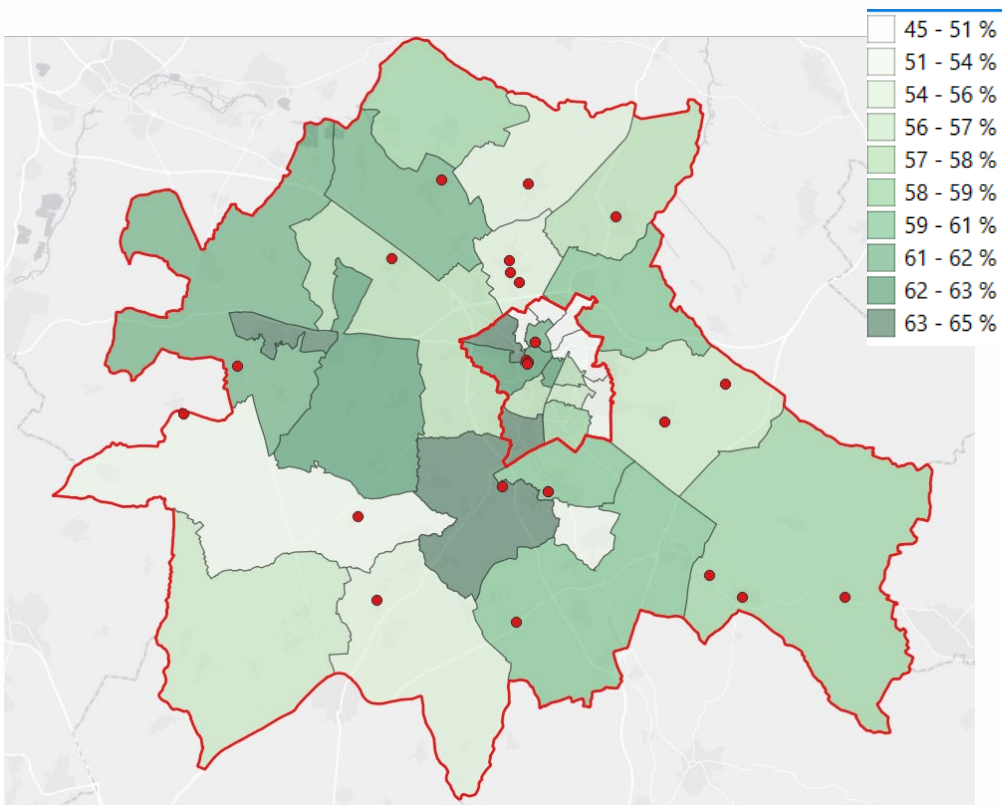 45 - 51 %
51 - 54 %
54 - 56 %
56 - 57 %
57 - 58 %
58 - 59 %
59 - 61 %
61 - 62 %
62 - 63 %
63 - 65 %